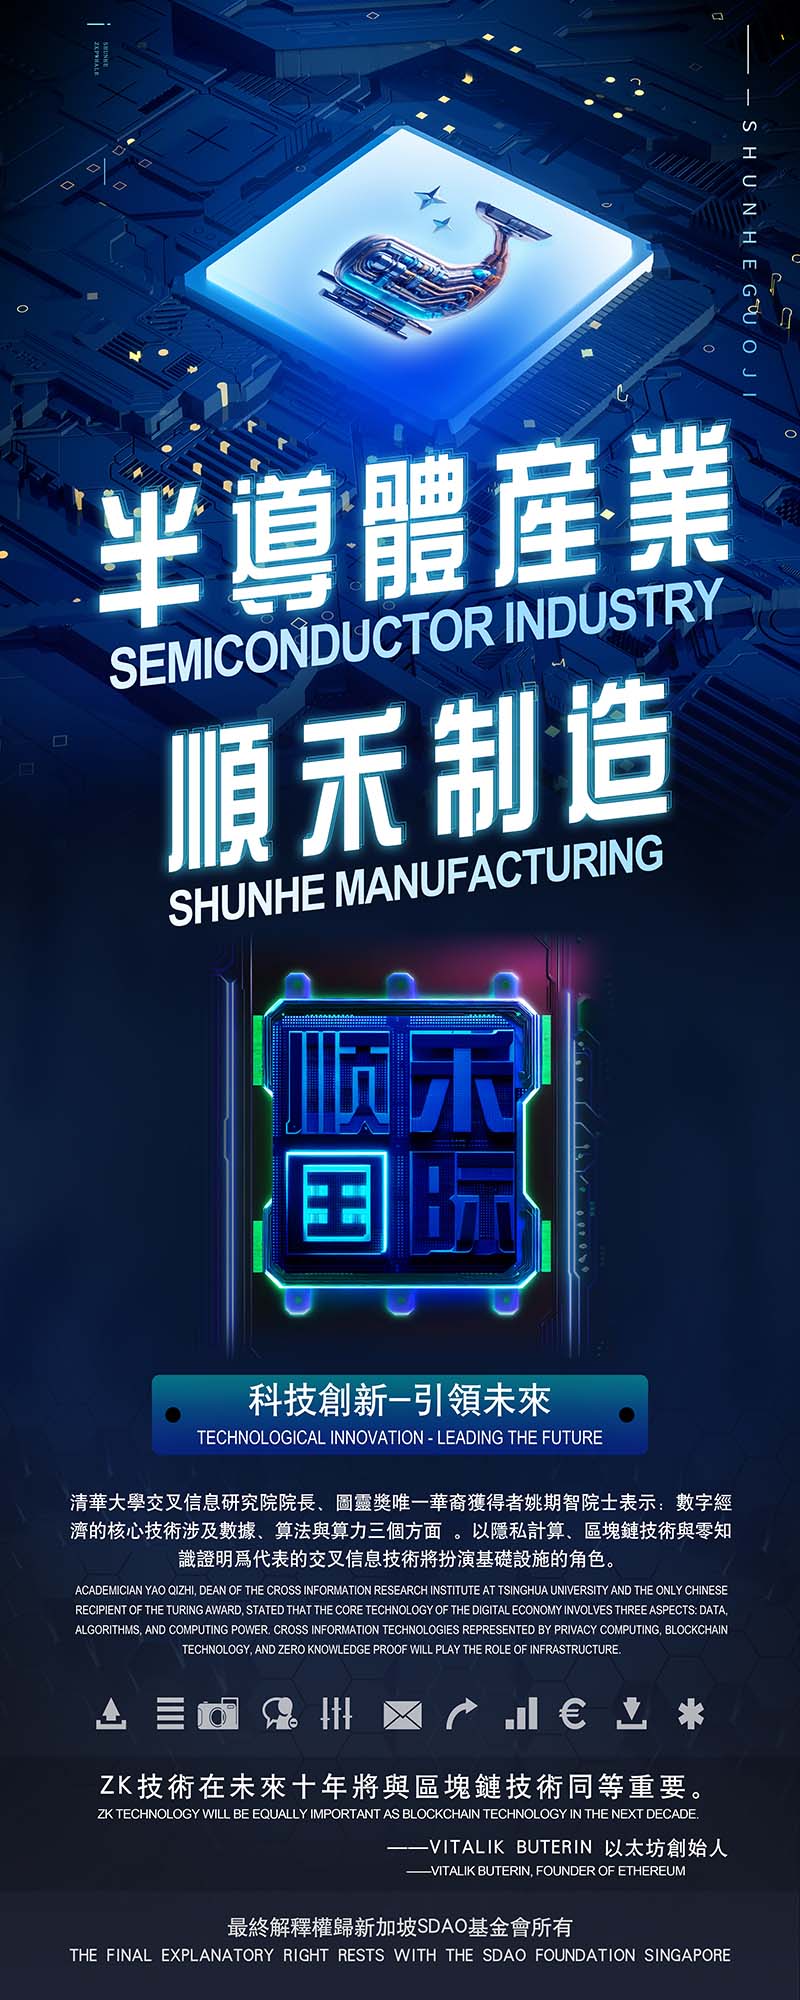 SHUNHE
ZKPWHALE
SHUNHEGUOJI
半導體產業
SEMICONDUCTOR INDUSTRY
順禾制造
SHUNHE MANUFACTURING
顺禾
国际
科技創新—引領未來
TECHNOLOGICAL INNOVATION - LEADING THE FUTURE
清華大學交叉信息研究院院長、圖靈獎唯一華裔獲得者姚期智院士表示：數字經
濟的核心技術涉及數據、算法與算力三個方面 。以隱私計算、區塊鏈技術與零知
識證明爲代表的交叉信息技術將扮演基礎設施的角色。
ACADEMICIAN YAO QIZHI, DEAN OF THE CROSS INFORMATION RESEARCH INSTITUTE AT TSINGHUA UNIVERSITY AND THE ONLY CHINESE
RECIPIENT OF THE TURING AWARD, STATED THAT THE CORE TECHNOLOGY OF THE DIGITAL ECONOMY INVOLVES THREE ASPECTS: DATA,
ALGORITHMS, AND COMPUTING POWER. CROSS INFORMATION TECHNOLOGIES REPRESENTED BY PRIVACY COMPUTING, BLOCKCHAIN
TECHNOLOGY, AND ZERO KNOWLEDGE PROOF WILL PLAY THE ROLE OF INFRASTRUCTURE.
ZK技術在未來十年將與區塊鏈技術同等重要。
ZK TECHNOLOGY WILL BE EQUALLY IMPORTANT AS BLOCKCHAIN TECHNOLOGY IN THE NEXT DECADE.
——VITALIK BUTERIN 以太坊創始人
——VITALIK BUTERIN, FOUNDER OF ETHEREUM
最終解釋權歸新加坡SDAO基金會所有
THE FINAL EXPLANATORY RIGHT RESTS WITH THE SDAO FOUNDATION SINGAPORE